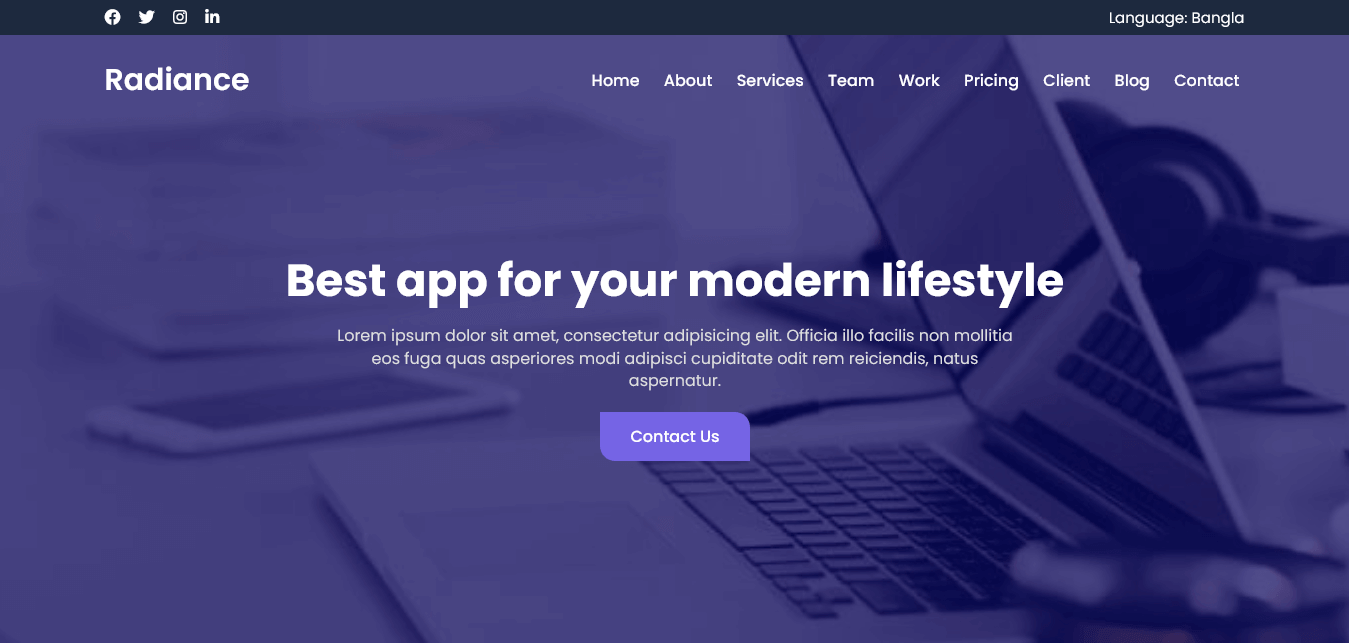 Language: Bangla
Radiance
Home About Services Team Work Pricing Client Blog Contact
Best app for your modern lifestyle
Lorem ipsum dolor sit amet, consectetur adipisicing elit. Officia illo facilis non mollitia
eos fuga quas asperiores modi adipisci cupiditate odit rem reiciendis, natus
aspernatur.
Contact Us